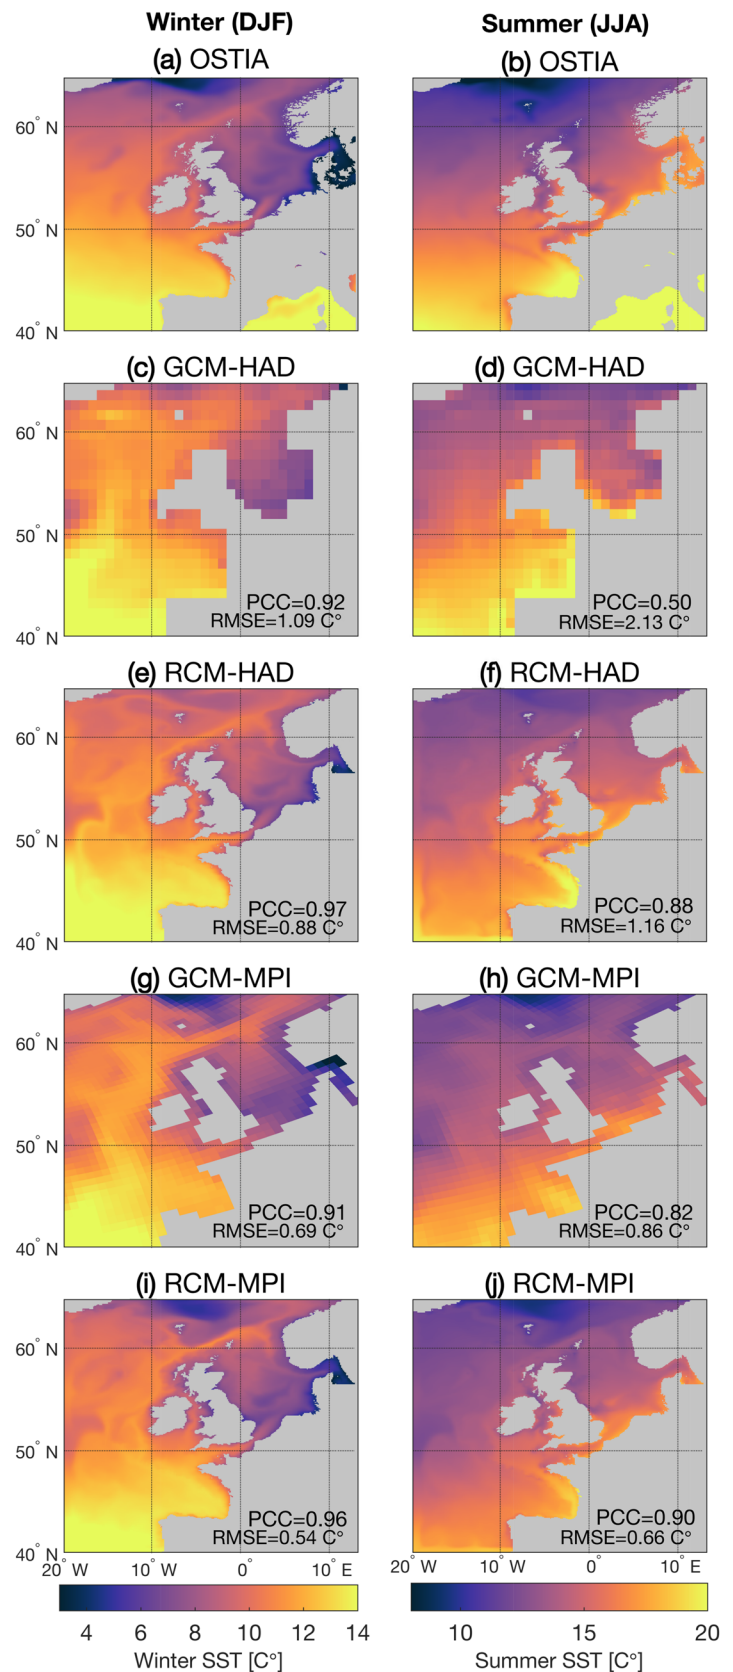 Winter (DJF)
Summer (JJA)
(a) OSTIA
(b) OSTIA
60° N
50° N
40° N
(c) GCM-HAD
(d) GCM-HAD
60° N
50° N
40° N
PCC=0.92
RMSE=1.09 C°
PCC=0.50
RMSE=2.13 C°
(e) RCM-HAD
(f) RCM-HAD
60° N
50° N
40° N
PCC=0.97
RMSE=0.88 C°
PCC=0.88
RMSE=1.16 C°
(g) GCM-MPI
(h) GCM-MPI
60° N
50° N
40° N
PCC=0.91
RMSE=0.69 C°
PCC=0.82
RMSE=0.86 C°
(i) RCM-MPI
(j) RCM-MPI
60° N
50° N
40° N
PCC=0.96
RMSE=0.54 C°
PCC=0.90
RMSE=0.66 C°
20° W 10° W 0° 10° E
20° W 10° W 0° 10° E
4 6 8 10 12 14
Winter SST [C°]
10 15 20
Summer SST [C°]